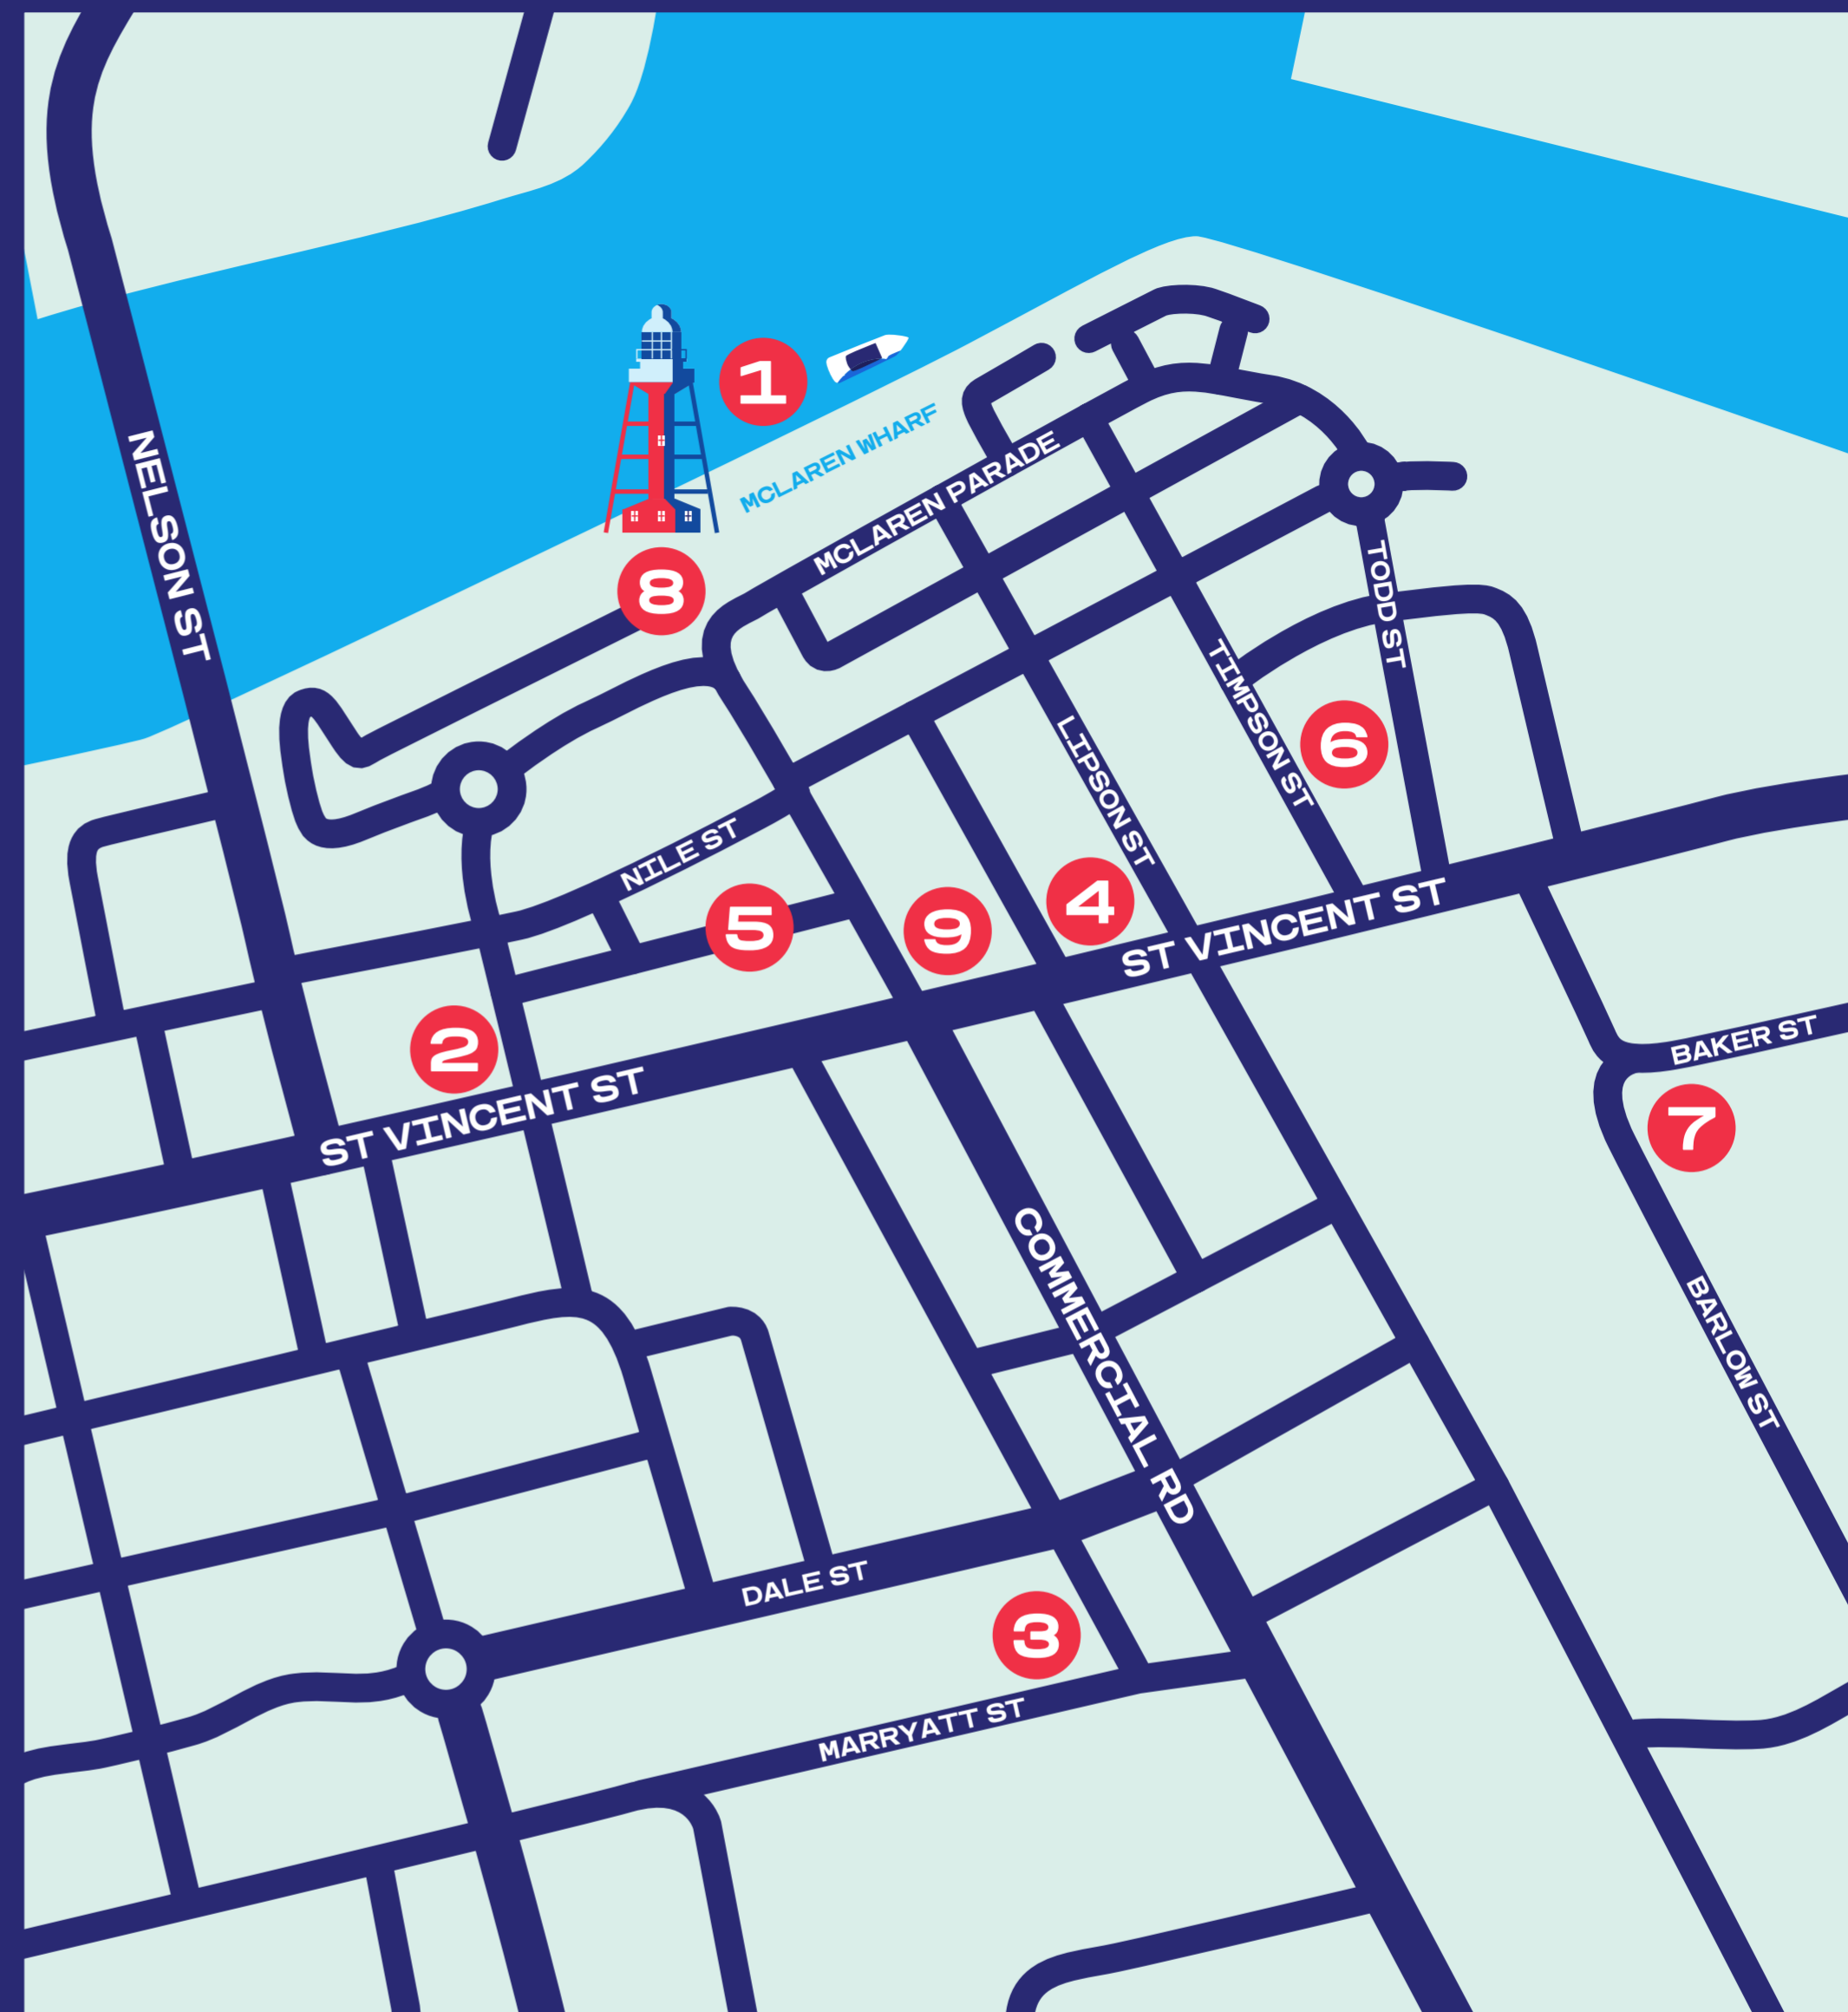 1
MCLAREN WHARF
NELSON ST
MCLAREN PARADE
8
TODD ST
TIMPSON ST
6
LIPSON ST
NILE ST
4
5
9
ST VINCENT ST
2
ST VINCENT ST
BAKER ST
7
COMMERCIAL RD
BARLOW ST
DALE ST
3
MARRYATT ST